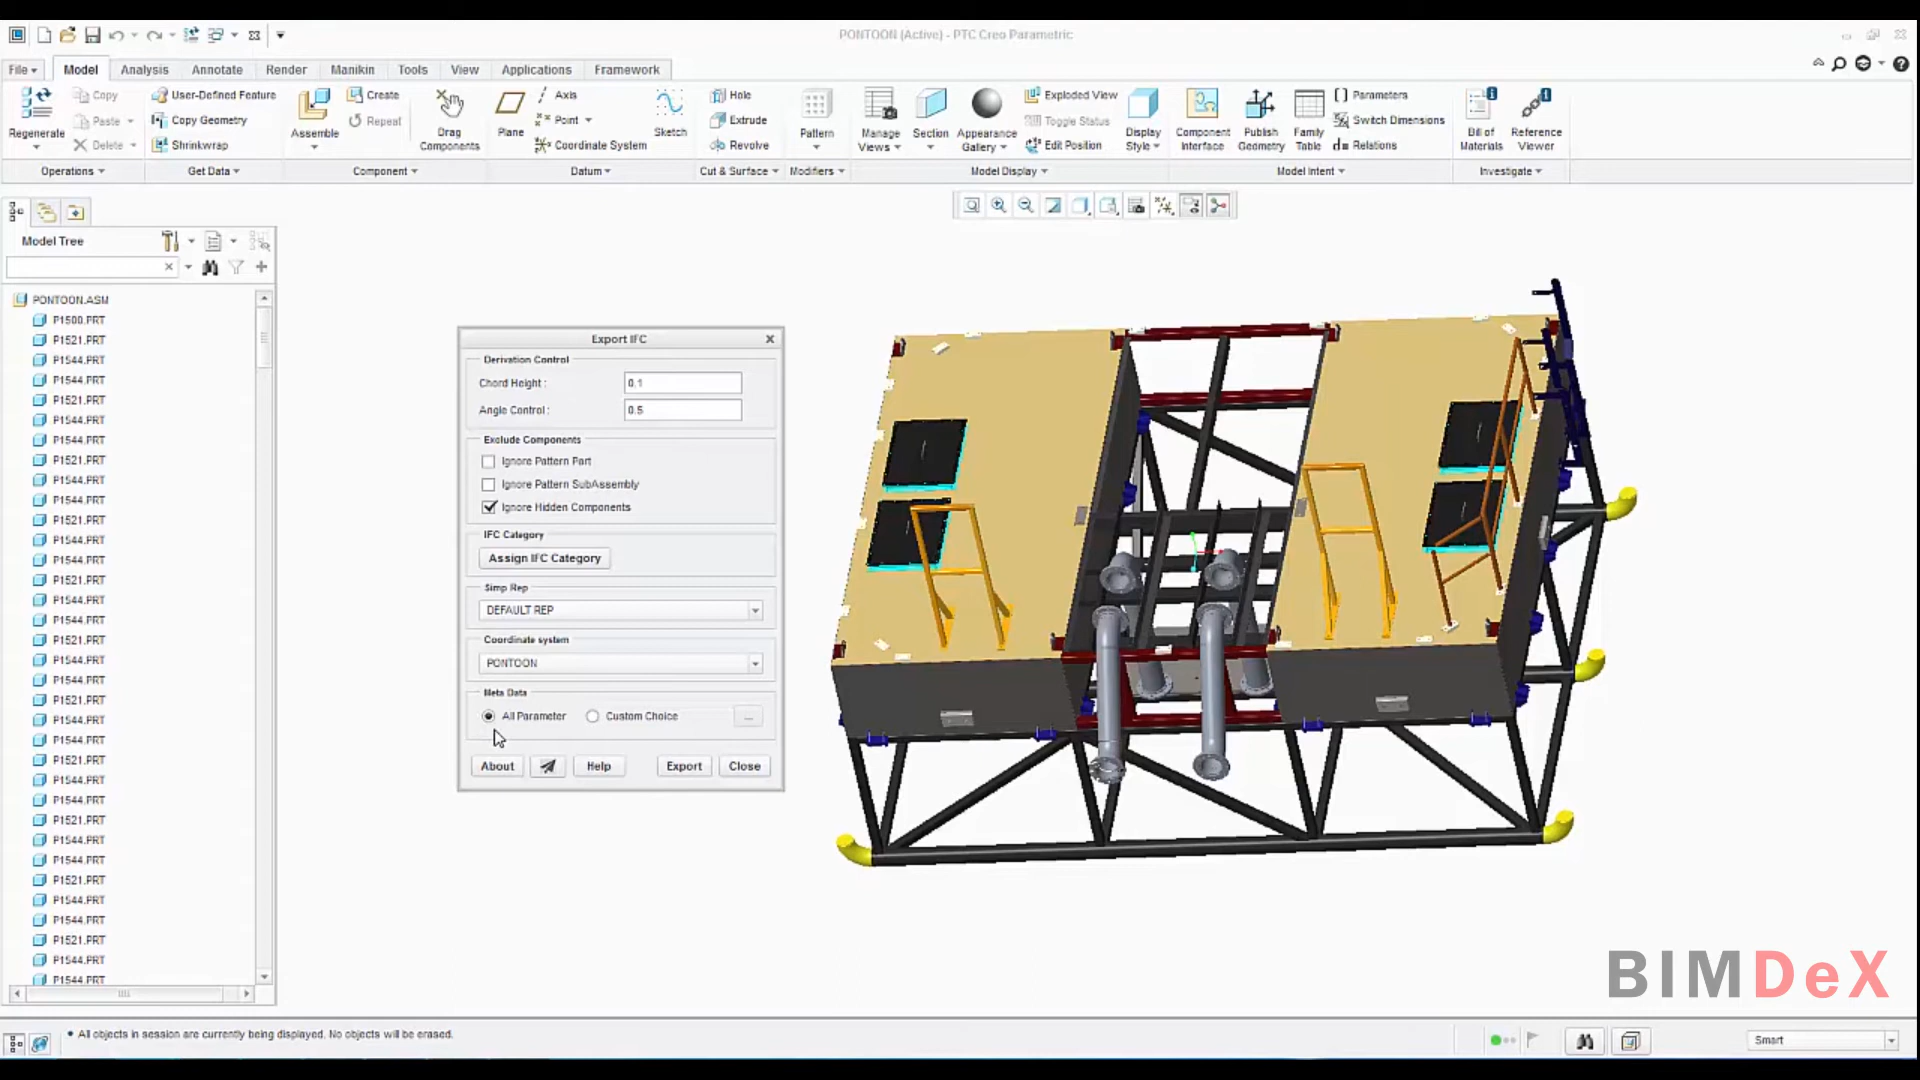 PONTOON (Active) - PTC Creo Parametric
File Model Analysis Annotate Render Manikin Tools View Applications Framework
Regenerate
Copy
Paste
Delete
User-Defined Feature
Copy Geometry
Shrinkwrap
Assemble
Create
Repeat
Drag
Components
Plane
Axis
Point
Coordinate System
Sketch
Hole
Extrude
Revolve
Pattern
Manage
Views
Section
Appearance
Gallery
Exploded View
Toggle Status
Edit Position
Display
Style
Component
Interface
Publish
Geometry
Family
Table
Parameters
Switch Dimensions
d= Relations
Bill of
Materials
Reference
Viewer
Operations Get Data Component Datum Cut & Surface Modifiers Model Display Model Intent Investigate
Model Tree
PONTOON.ASM
P1500.PRT
P1521.PRT
P1544.PRT
P1544.PRT
P1521.PRT
P1544.PRT
P1544.PRT
P1521.PRT
P1544.PRT
P1544.PRT
P1521.PRT
P1544.PRT
P1544.PRT
P1521.PRT
P1544.PRT
P1544.PRT
P1521.PRT
P1544.PRT
P1544.PRT
P1521.PRT
P1544.PRT
P1544.PRT
P1521.PRT
P1544.PRT
P1544.PRT
P1521.PRT
P1544.PRT
P1544.PRT
P1521.PRT
P1544.PRT
P1544.PRT
P1521.PRT
P1544.PRT
P1544.PRT
Export IFC
Derivation Control
Chord Height : 0.1
Angle Control : 0.5
Exclude Components
Ignore Pattern Part
Ignore Pattern SubAssembly
Ignore Hidden Components
IFC Category
Assign IFC Category
Simp Rep
DEFAULT REP
Coordinate system
PONTOON
Meta Data
All Parameter Custom Choice ...
About Help Export Close
BIMDeX
• All objects in session are currently being displayed. No objects will be erased.
Smart